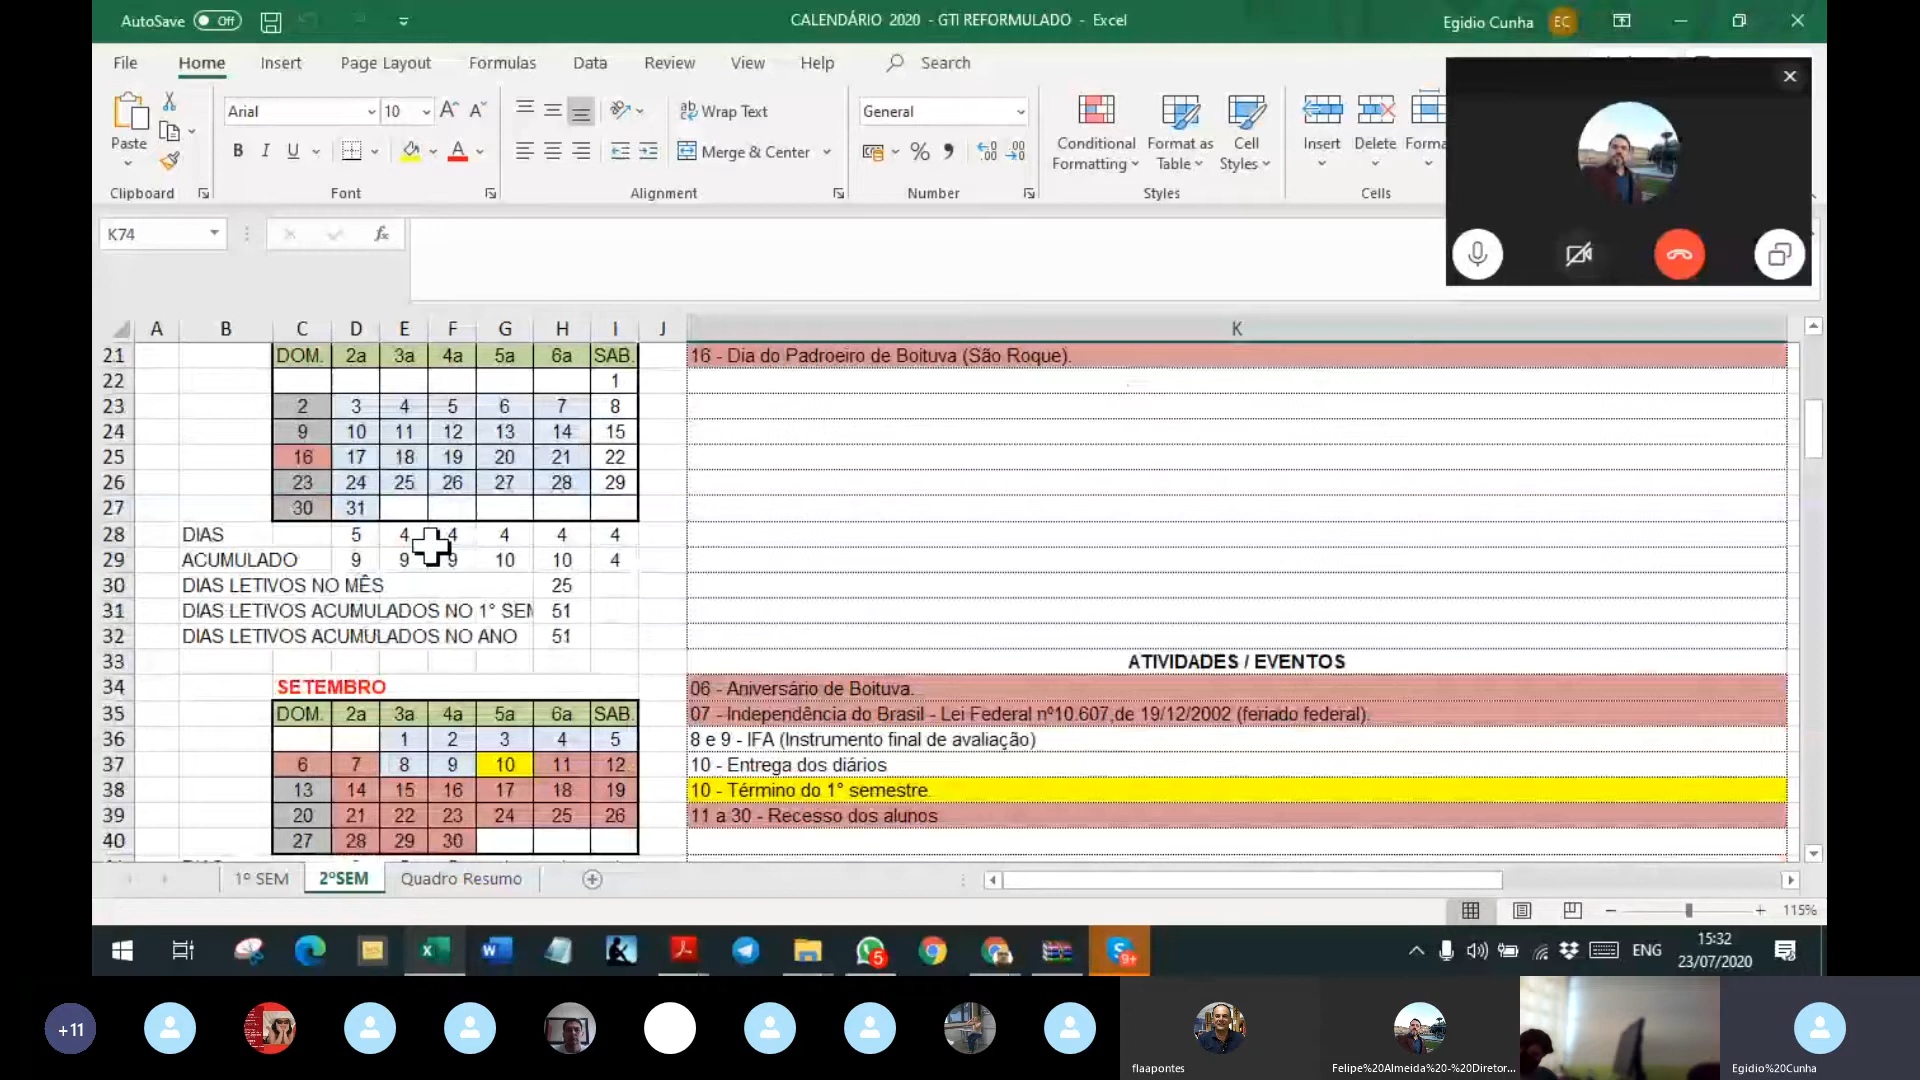 AutoSave Off
CALENDÁRIO 2020 - GTI REFORMULADO - Excel
Egidio Cunha EC
File Home Insert Page Layout Formulas Data Review View Help Search
Paste
Clipboard
Arial 10
B I U
Font
Wrap Text
Merge & Center
Alignment
General
Number
Conditional Formatting
Format as Table
Cell Styles
Styles
Insert Delete Forma
Cells
K74
fx
A B C D E F G H I J K
21 DOM. 2a 3a 4a 5a 6a SAB. 16 - Dia do Padroeiro de Boituva (São Roque).
22 1
23 2 3 4 5 6 7 8
24 9 10 11 12 13 14 15
25 16 17 18 19 20 21 22
26 23 24 25 26 27 28 29
27 30 31
28 DIAS 5 4 4 4 4 4
29 ACUMULADO 9 9 9 10 10 4
30 DIAS LETIVOS NO MÊS 25
31 DIAS LETIVOS ACUMULADOS NO 1° SEM 51
32 DIAS LETIVOS ACUMULADOS NO ANO 51
33 ATIVIDADES / EVENTOS
34 SETEMBRO 06 - Aniversário de Boituva.
35 DOM. 2a 3a 4a 5a 6a SAB. 07 - Independência do Brasil - Lei Federal nº10.607,de 19/12/2002 (feriado federal).
36 1 2 3 4 5 8 e 9 - IFA (Instrumento final de avaliação)
37 6 7 8 9 10 11 12 10 - Entrega dos diários
38 13 14 15 16 17 18 19 10 - Término do 1° semestre.
39 20 21 22 23 24 25 26 11 a 30 - Recesso dos alunos
40 27 28 29 30
1º SEM 2ºSEM Quadro Resumo
115%
5
9+
ENG
15:32
23/07/2020
+11
flaapontes
Felipe%20Almeida%20-%20Diretor...
Egidio%20Cunha